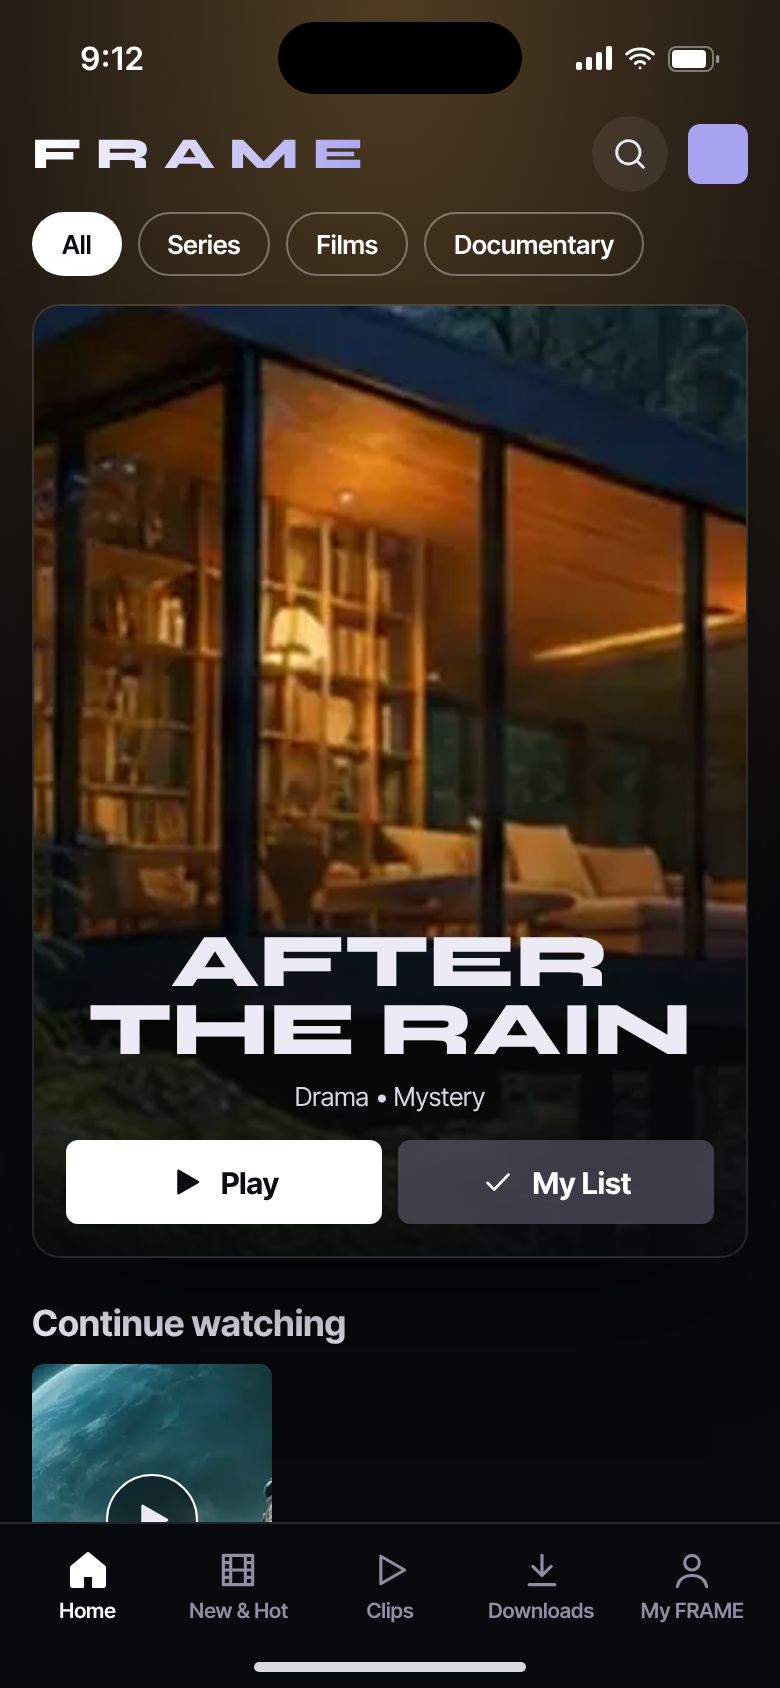 9:12
FRAME
All
Series
Films
Documentary
AFTER
THE RAIN
Drama • Mystery
Play
My List
Continue watching
Home
New & Hot
Clips
Downloads
My FRAME